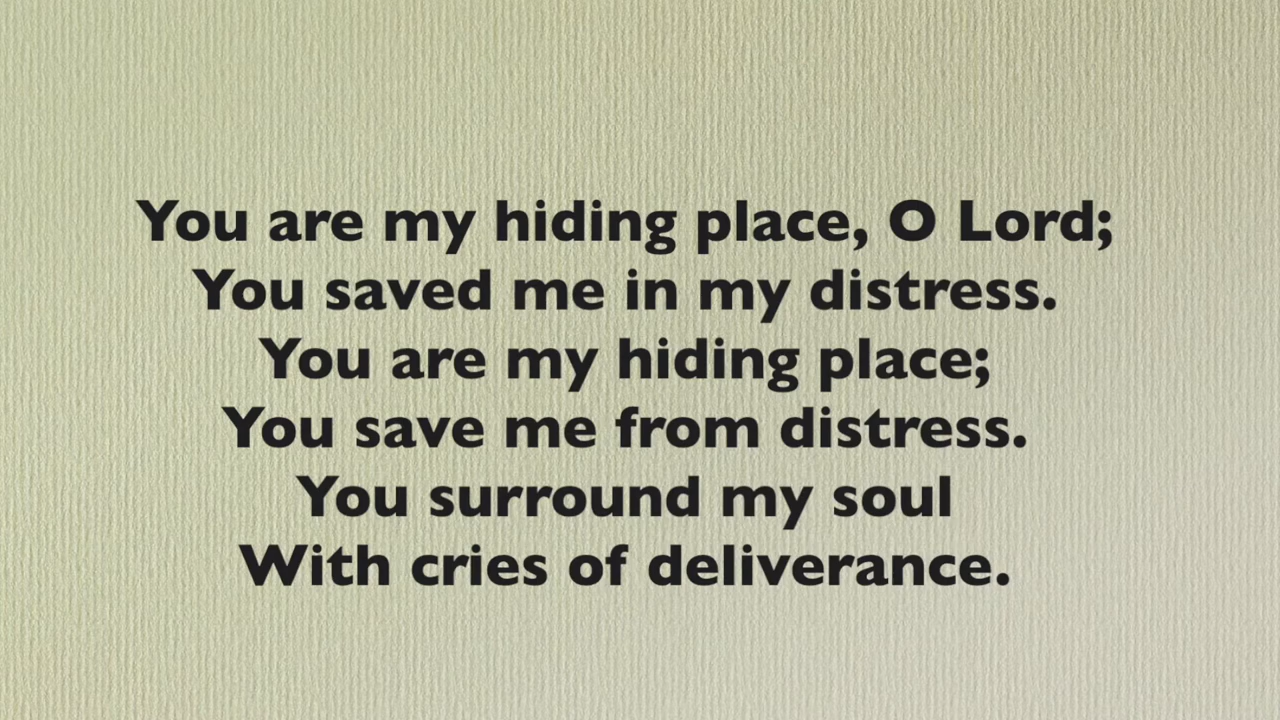 You are my hiding place, O Lord;
You saved me in my distress.
You are my hiding place;
You save me from distress.
You surround my soul
With cries of deliverance.